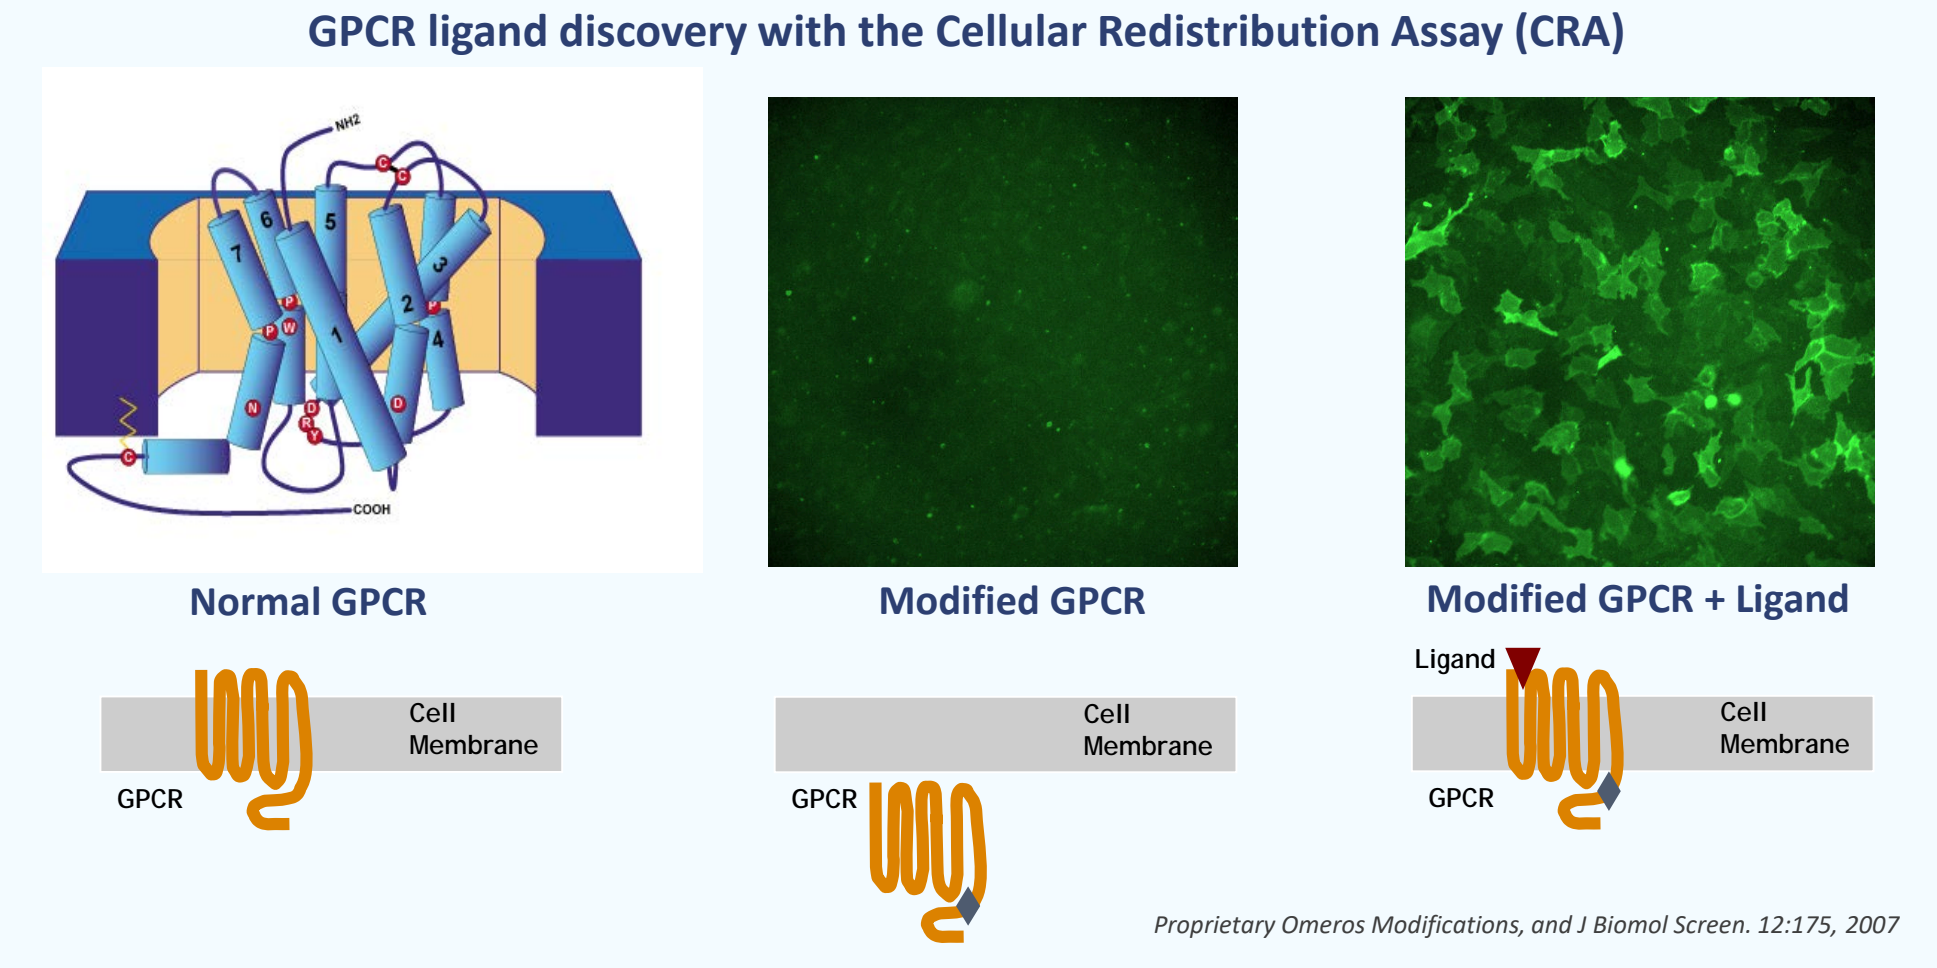 GPCR ligand discovery with the Cellular Redistribution Assay (CRA)
NH2
C
C
6
5
7
3
2
P
P
P
W
1
4
N
D
D
R
Y
C
COOH
Normal GPCR
Modified GPCR
Modified GPCR + Ligand
Cell
Membrane
GPCR
Cell
Membrane
GPCR
Ligand
Cell
Membrane
GPCR
Proprietary Omeros Modifications, and J Biomol Screen. 12:175, 2007